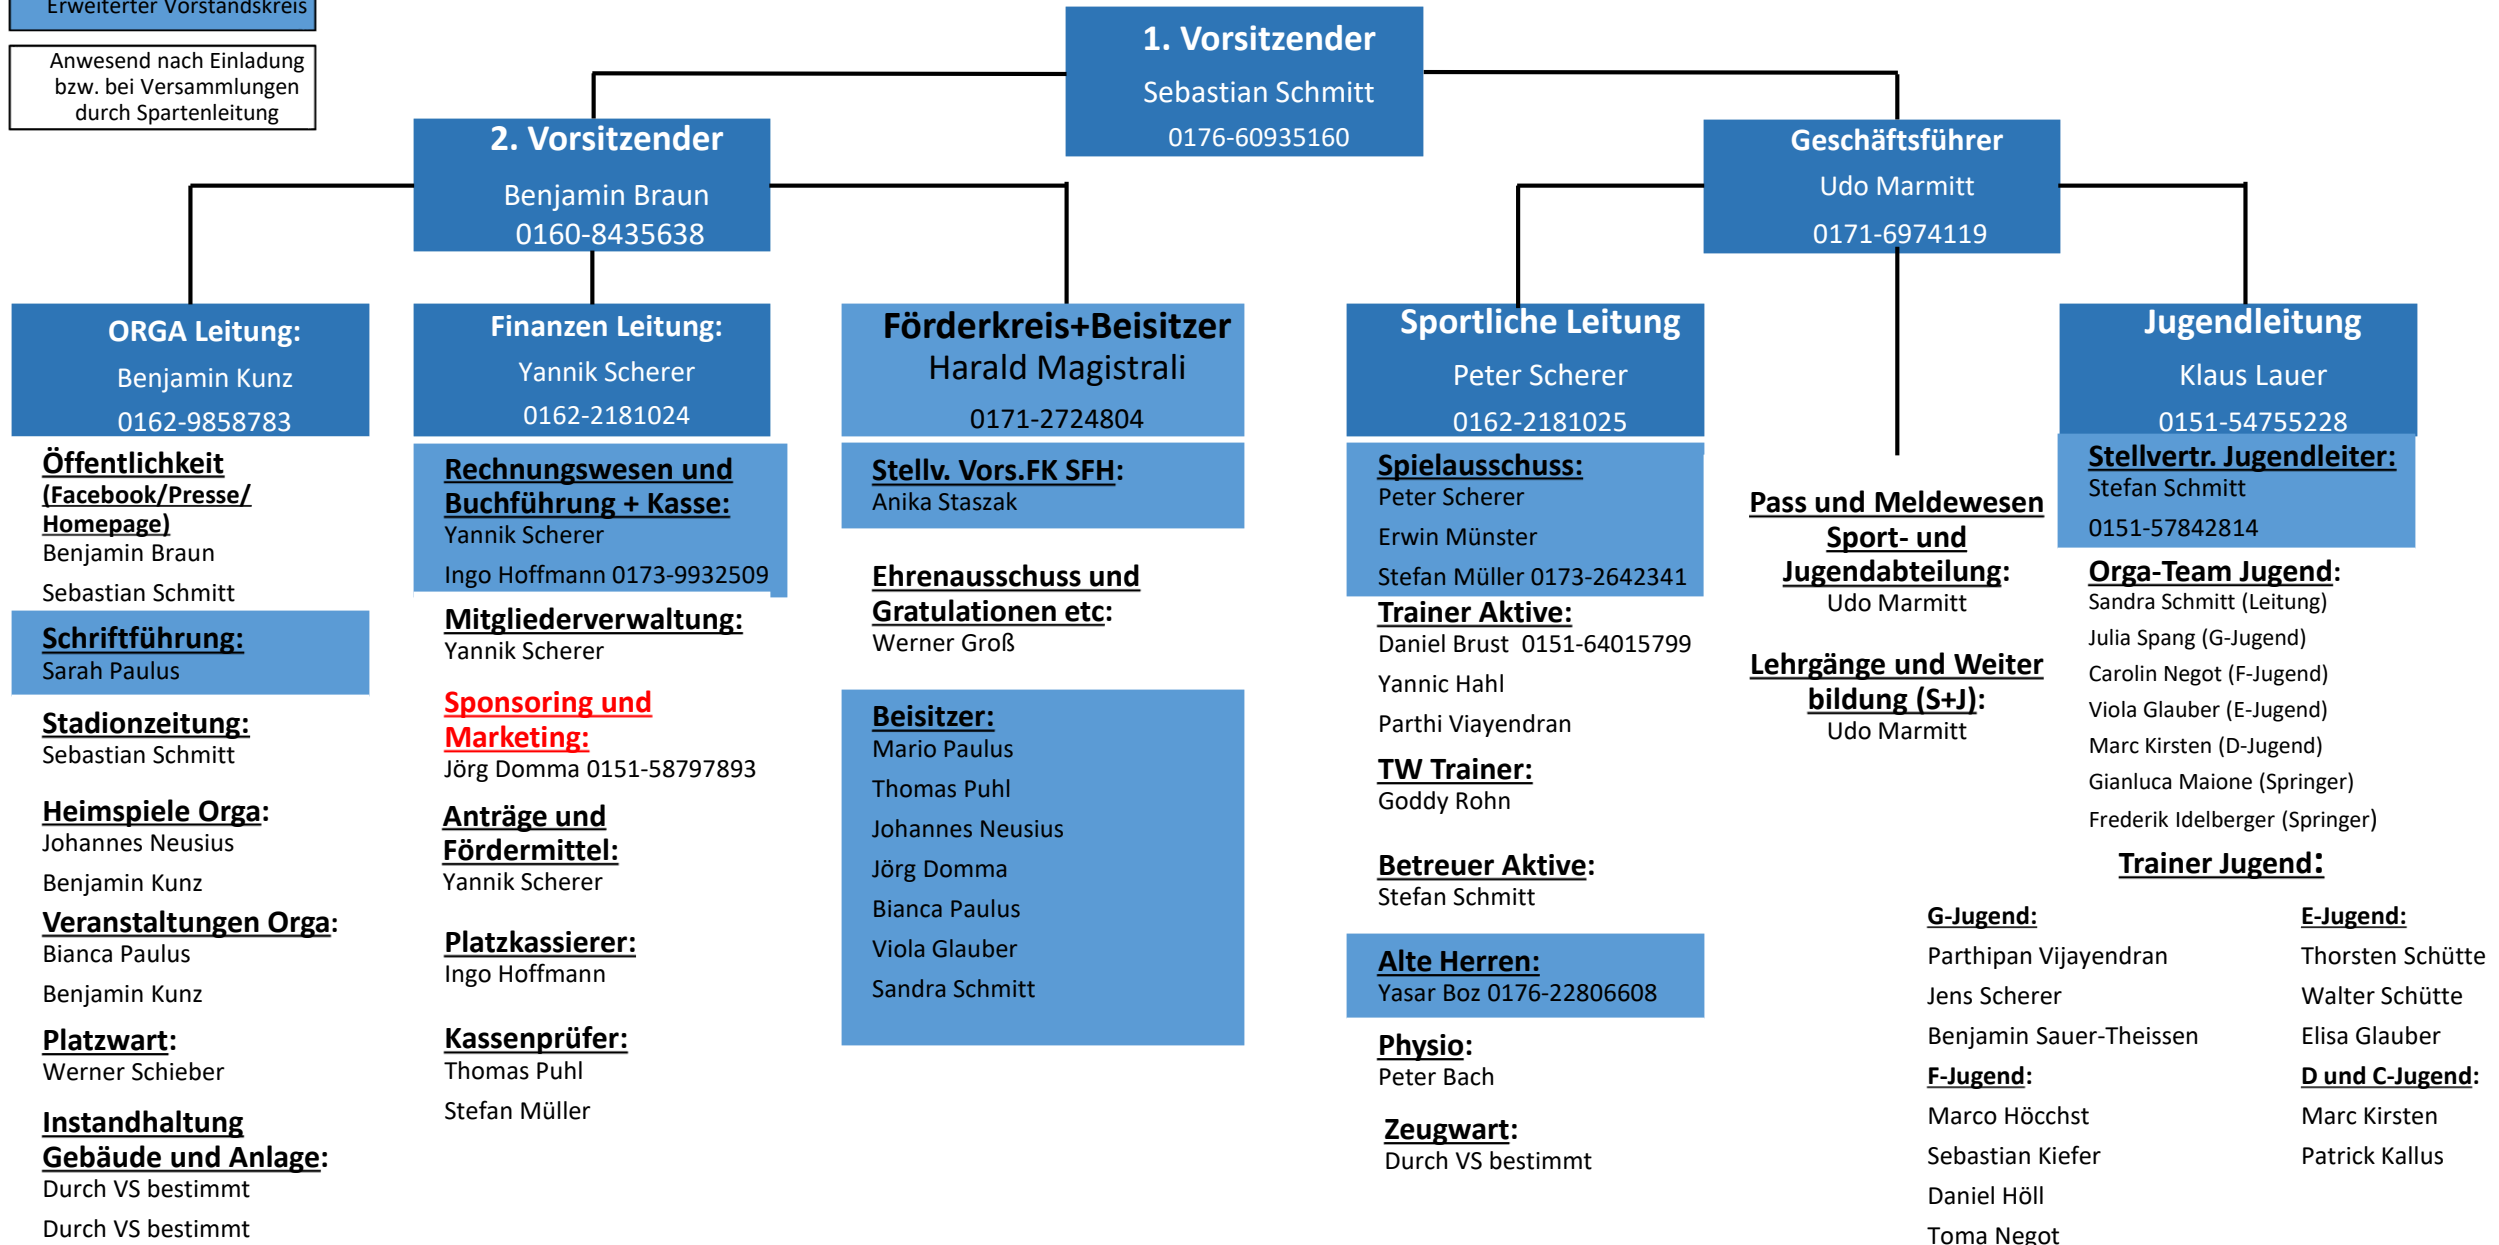 Erweiterter Vorstandskreis
Anwesend nach Einladung
bzw. bei Versammlungen
durch Spartenleitung
1. Vorsitzender
Sebastian Schmitt
0176-60935160
2. Vorsitzender
Benjamin Braun
0160-8435638
Geschäftsführer
Udo Marmitt
0171-6974119
ORGA Leitung:
Benjamin Kunz
0162-9858783
Öffentlichkeit
(Facebook/Presse/
Homepage)
Benjamin Braun
Sebastian Schmitt
Schriftführung:
Sarah Paulus
Stadionzeitung:
Sebastian Schmitt
Heimspiele Orga:
Johannes Neusius
Benjamin Kunz
Veranstaltungen Orga:
Bianca Paulus
Benjamin Kunz
Platzwart:
Werner Schieber
Instandhaltung
Gebäude und Anlage:
Durch VS bestimmt
Durch VS bestimmt
Finanzen Leitung:
Yannik Scherer
0162-2181024
Rechnungswesen und
Buchführung + Kasse:
Yannik Scherer
Ingo Hoffmann 0173-9932509
Mitgliederverwaltung:
Yannik Scherer
Sponsoring und
Marketing:
Jörg Domma 0151-58797893
Anträge und
Fördermittel:
Yannik Scherer
Platzkassierer:
Ingo Hoffmann
Kassenprüfer:
Thomas Puhl
Stefan Müller
Förderkreis+Beisitzer
Harald Magistrali
0171-2724804
Stellv. Vors.FK SFH:
Anika Staszak
Ehrenausschuss und
Gratulationen etc:
Werner Groß
Beisitzer:
Mario Paulus
Thomas Puhl
Johannes Neusius
Jörg Domma
Bianca Paulus
Viola Glauber
Sandra Schmitt
Sportliche Leitung
Peter Scherer
0162-2181025
Spielausschuss:
Peter Scherer
Erwin Münster
Stefan Müller 0173-2642341
Trainer Aktive:
Daniel Brust  0151-64015799
Yannic Hahl
Parthi Viayendran
TW Trainer:
Goddy Rohn
Betreuer Aktive:
Stefan Schmitt
Alte Herren:
Yasar Boz 0176-22806608
Physio:
Peter Bach
Zeugwart:
Durch VS bestimmt
Pass und Meldewesen
Sport- und
Jugendabteilung:
Udo Marmitt
Lehrgänge und Weiter
bildung (S+J):
Udo Marmitt
Jugendleitung
Klaus Lauer
0151-54755228
Stellvertr. Jugendleiter:
Stefan Schmitt
0151-57842814
Orga-Team Jugend:
Sandra Schmitt (Leitung)
Julia Spang (G-Jugend)
Carolin Negot (F-Jugend)
Viola Glauber (E-Jugend)
Marc Kirsten (D-Jugend)
Gianluca Maione (Springer)
Frederik Idelberger (Springer)
Trainer Jugend:
G-Jugend:
Parthipan Vijayendran
Jens Scherer
Benjamin Sauer-Theissen
F-Jugend:
Marco Höcchst
Sebastian Kiefer
Daniel Höll
Toma Negot
E-Jugend:
Thorsten Schütte
Walter Schütte
Elisa Glauber
D und C-Jugend:
Marc Kirsten
Patrick Kallus